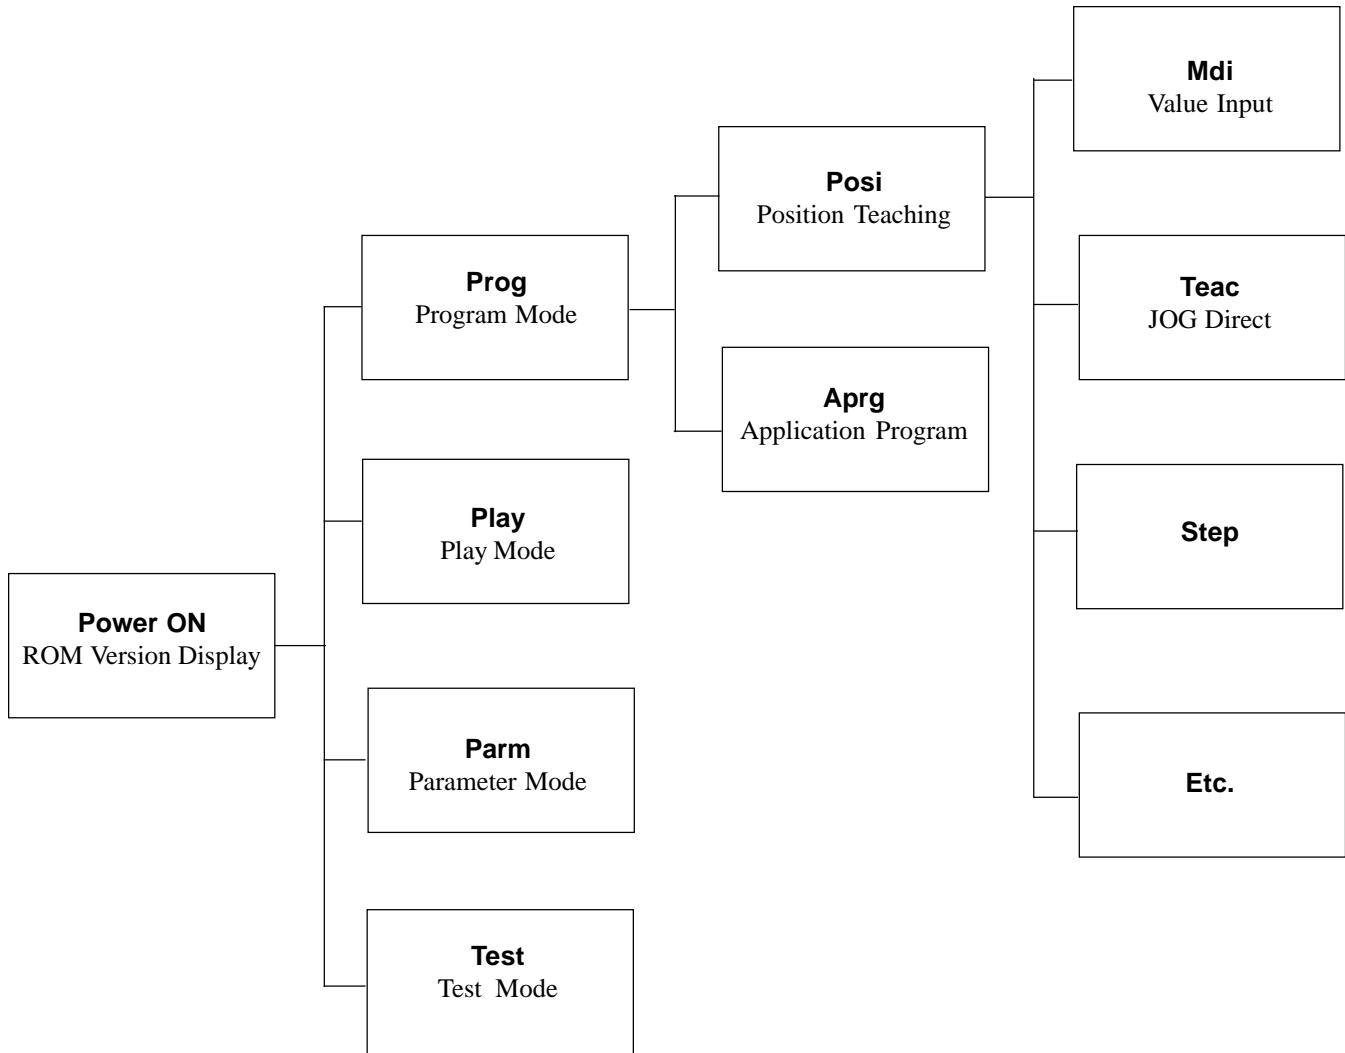 Power ON
ROM Version Display
Prog
Program Mode
Play
Play Mode
Parm
Parameter Mode
Test
Test Mode
Posi
Position Teaching
Aprg
Application Program
Mdi
Value Input
Teac
JOG Direct
Step
Etc.